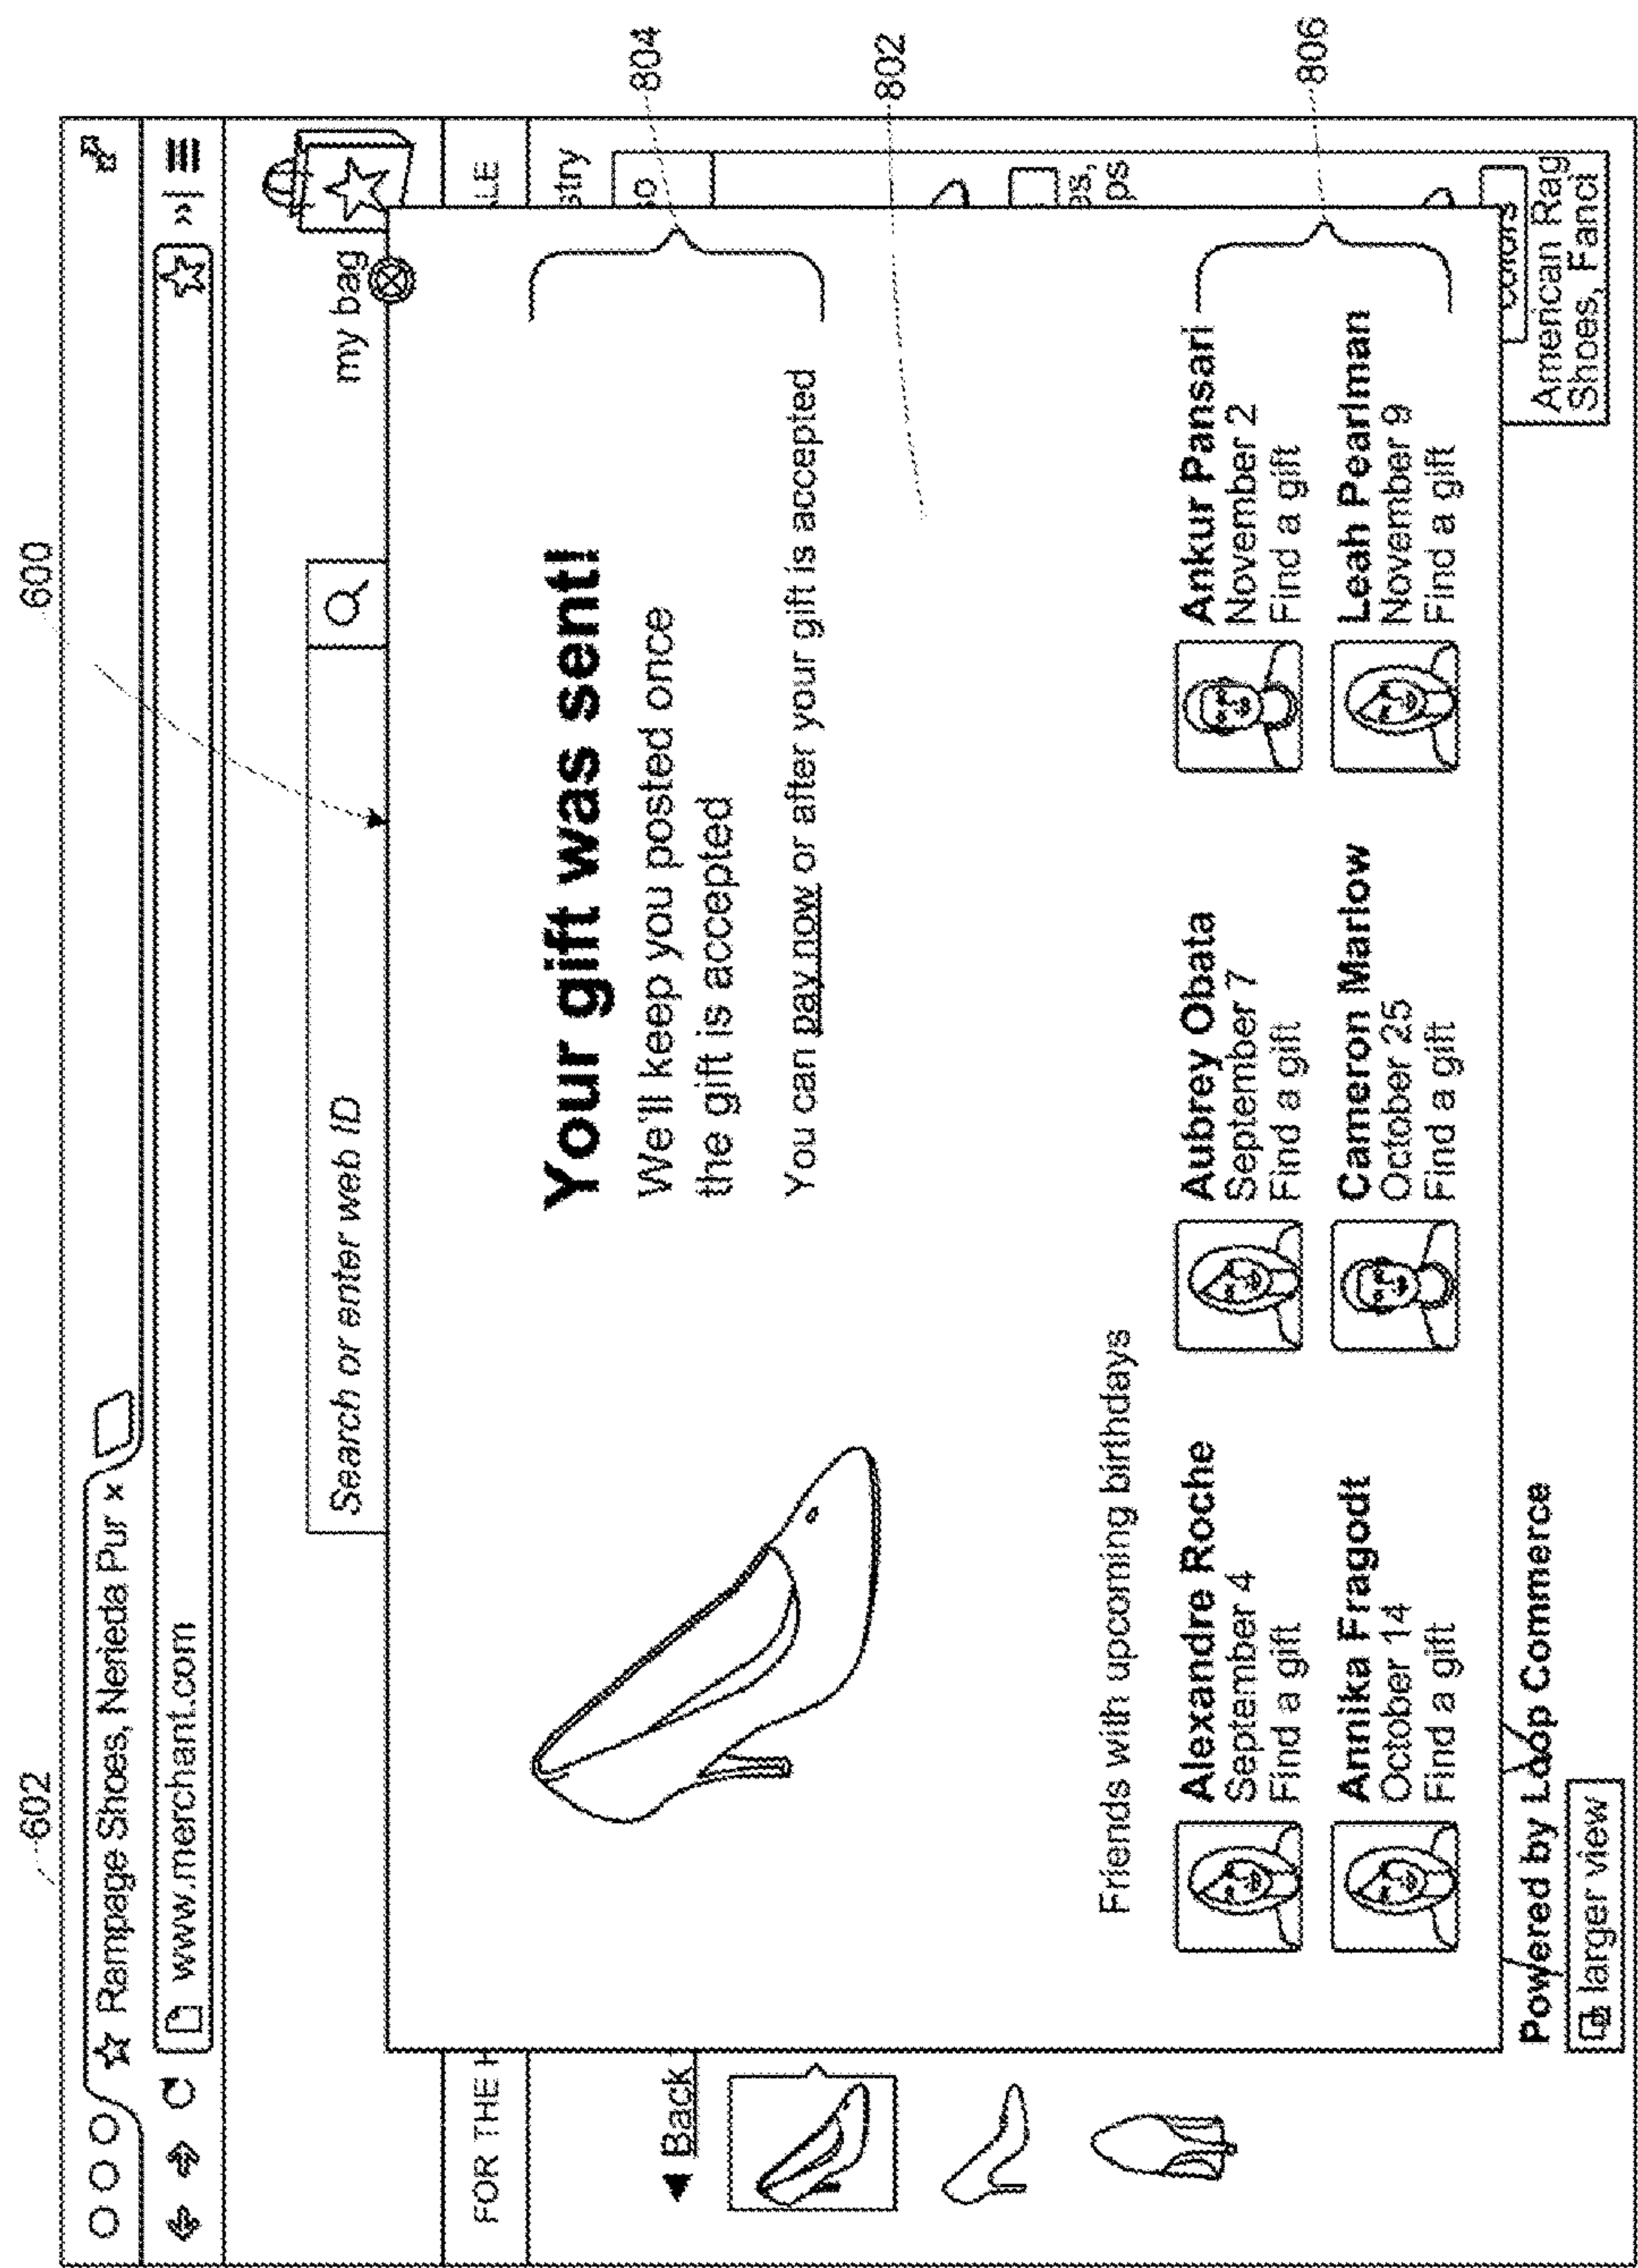 602
600
Rampage Shoes, Nerieda Pur ×
www.merchant.com
Search or enter web ID
my bag
FOR THE
LE
stry
Back
Your gift was sent!
We'll keep you posted once
the gift is accepted
You can pay now or after your gift is accepted
804
802
Friends with upcoming birthdays
Alexandre Roche
September 4
Find a gift
Aubrey Obata
September 7
Find a gift
Ankur Pansari
November 2
Find a gift
Annika Fragodt
October 14
Find a gift
Cameron Marlow
October 25
Find a gift
Leah Pearlman
November 9
Find a gift
806
Powered by Loop Commerce
larger view
American Rag
Shoes, Fanci